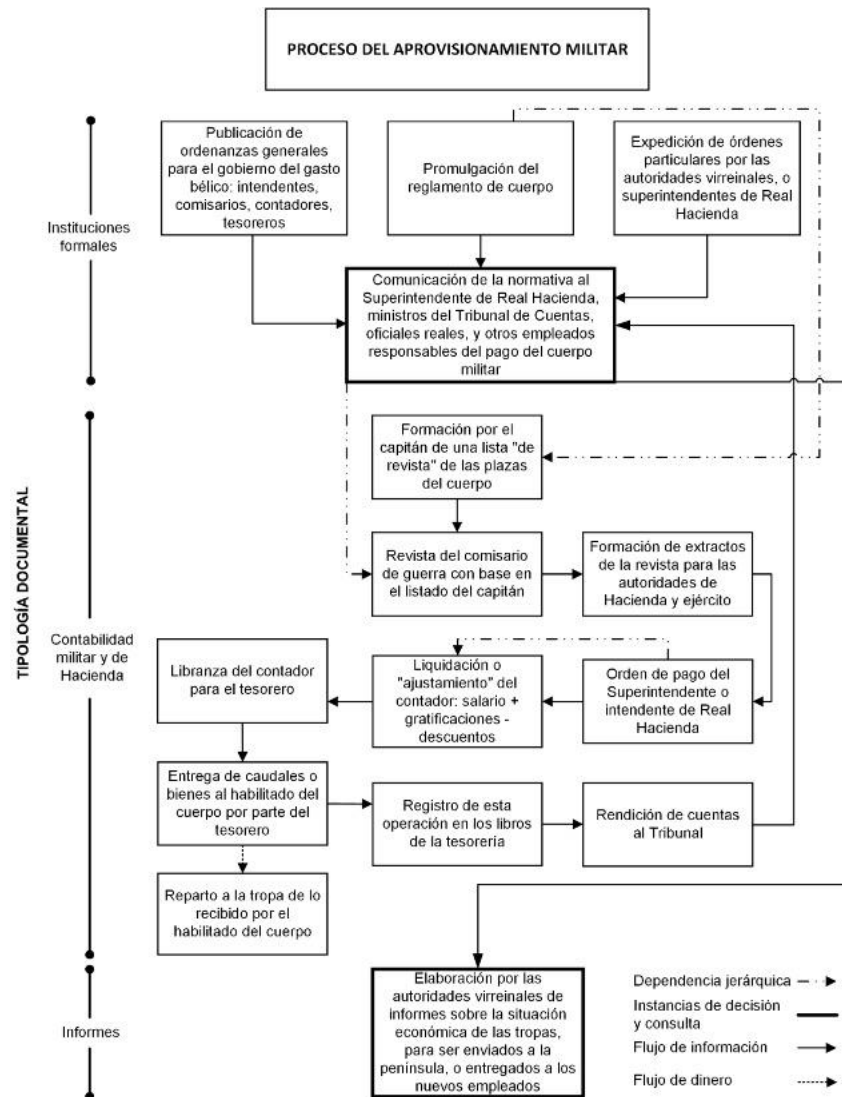 PROCESO DEL APROVISIONAMIENTO MILITAR
TIPOLOGÍA DOCUMENTAL
Instituciones
formales
Publicación de
ordenanzas generales
para el gobierno del gasto
bélico: intendentes,
comisarios, contadores,
tesoreros
Promulgación del
reglamento de cuerpo
Expedición de órdenes
particulares por las
autoridades virreinales, o
superintendentes de Real
Hacienda
Comunicación de la normativa al
Superintendente de Real Hacienda,
ministros del Tribunal de Cuentas,
oficiales reales, y otros empleados
responsables del pago del cuerpo
militar
Contabilidad
militar y de
Hacienda
Formación por el
capitán de una lista "de
revista" de las plazas
del cuerpo
Revista del comisario
de guerra con base en
el listado del capitán
Formación de extractos
de la revista para las
autoridades de
Hacienda y ejército
Libranza del contador
para el tesorero
Liquidación o
"ajustamiento" del
contador: salario +
gratificaciones -
descuentos
Orden de pago del
Superintendente o
intendente de Real
Hacienda
Entrega de caudales o
bienes al habilitado del
cuerpo por parte del
tesorero
Registro de esta
operación en los libros
de la tesorería
Rendición de cuentas
al Tribunal
Reparto a la tropa de lo
recibido por el
habilitado del cuerpo
Informes
Elaboración por las
autoridades virreinales de
informes sobre la situación
económica de las tropas,
para ser enviados a la
península, o entregados a los
nuevos empleados
Dependencia jerárquica
Instancias de decisión
y consulta
Flujo de información
Flujo de dinero